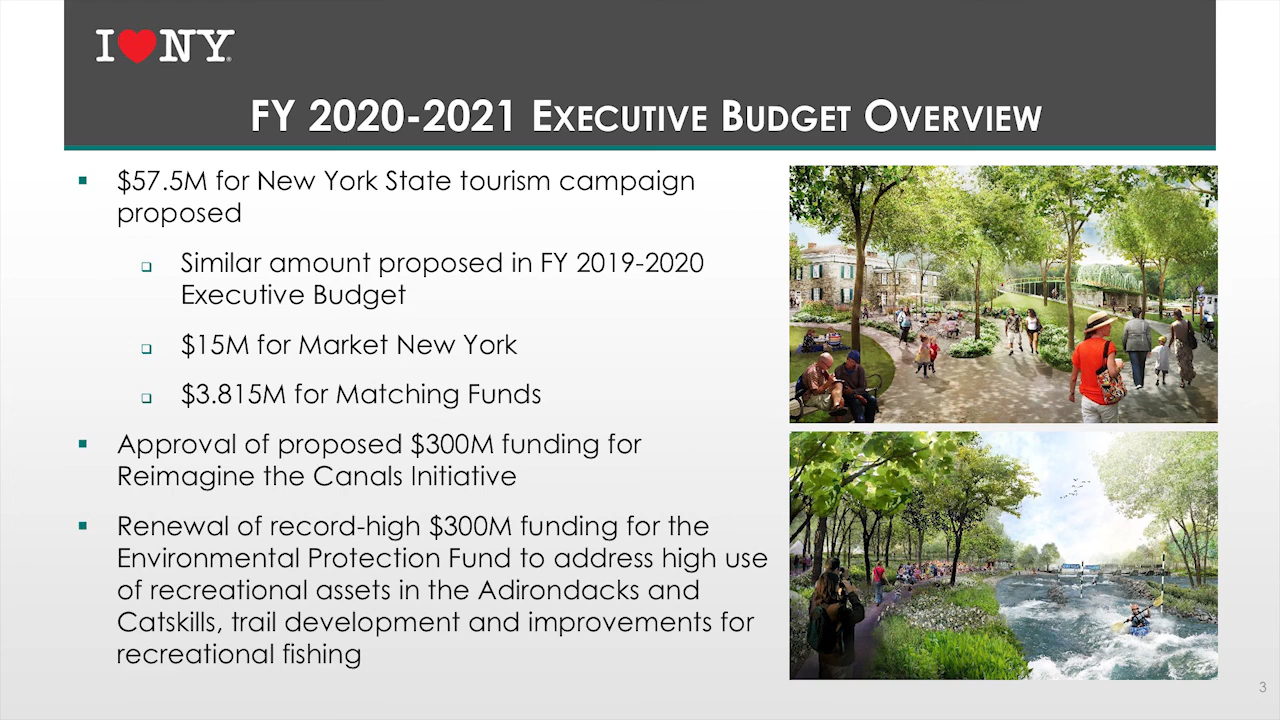 I ♥ NY®
FY 2020-2021 EXECUTIVE BUDGET OVERVIEW
▪ $57.5M for New York State tourism campaign
proposed
❑ Similar amount proposed in FY 2019-2020
Executive Budget
❑ $15M for Market New York
❑ $3.815M for Matching Funds
▪ Approval of proposed $300M funding for
Reimagine the Canals Initiative
▪ Renewal of record-high $300M funding for the
Environmental Protection Fund to address high use
of recreational assets in the Adirondacks and
Catskills, trail development and improvements for
recreational fishing
3